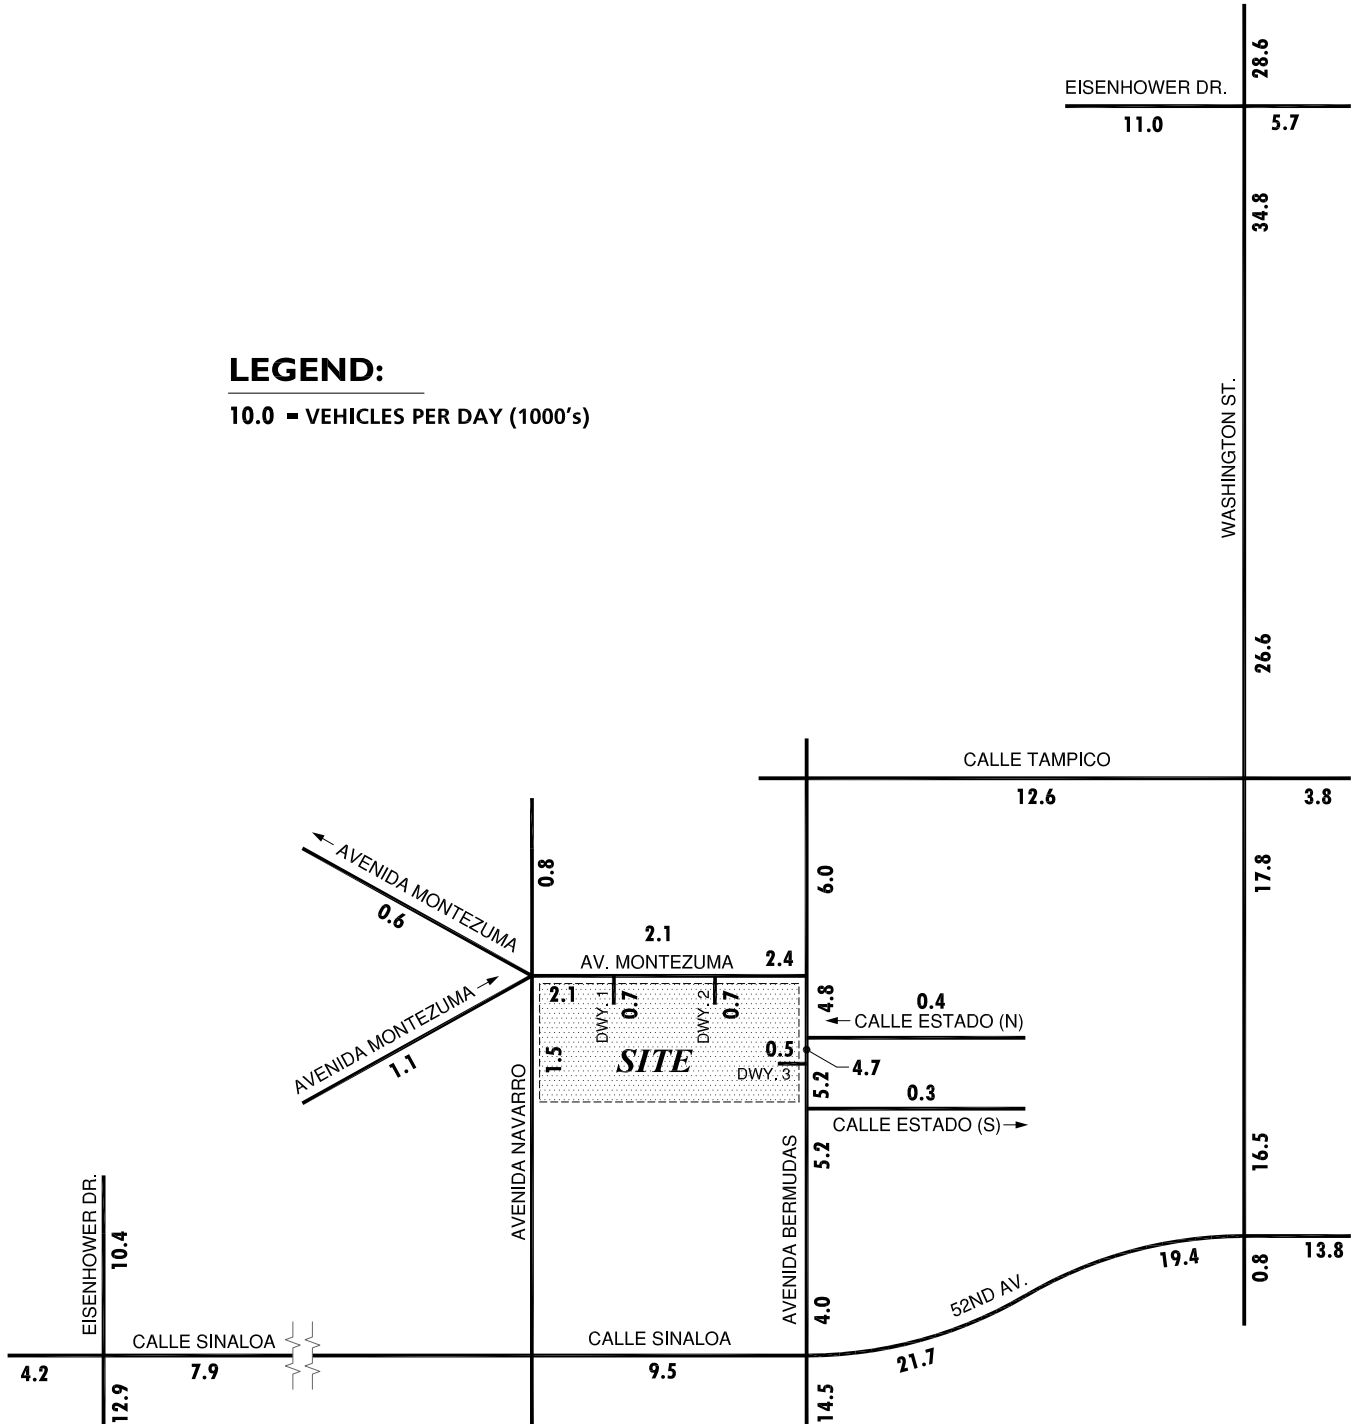 28.6
EISENHOWER DR.
11.0
5.7
34.8
LEGEND:
10.0 = VEHICLES PER DAY (1000's)
WASHINGTON ST.
26.6
CALLE TAMPICO
12.6
3.8
AVENIDA MONTEZUMA
0.6
0.8
6.0
17.8
2.1
AV. MONTEZUMA
2.4
2.1
DWY. 1
0.7
DWY. 2
0.7
4.8
0.4
← CALLE ESTADO (N)
AVENIDA MONTEZUMA →
1.1
1.5
SITE
0.5
DWY. 3
4.7
5.2
0.3
CALLE ESTADO (S) →
AVENIDA NAVARRO
AVENIDA BERMUDAS
5.2
16.5
EISENHOWER DR.
10.4
4.0
52ND AV.
19.4
0.8
13.8
CALLE SINALOA
CALLE SINALOA
4.2
7.9
9.5
21.7
12.9
14.5